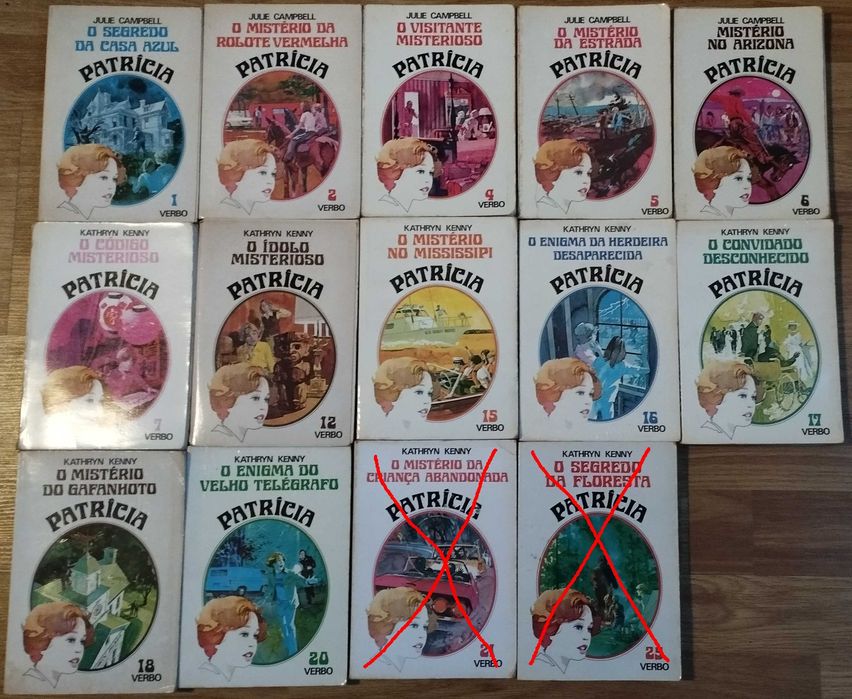 JULIE CAMPBELL
O SEGREDO
DA CASA AZUL
PATRÍCIA
1
VERBO
JULIE CAMPBELL
O MISTÉRIO DA
ROLOTE VERMELHA
PATRÍCIA
2
VERBO
JULIE CAMPBELL
O VISITANTE
MISTERIOSO
PATRÍCIA
4
VERBO
JULIE CAMPBELL
O MISTÉRIO
DA ESTRADA
PATRÍCIA
5
VERBO
JULIE CAMPBELL
MISTÉRIO
NO ARIZONA
PATRÍCIA
6
VERBO
KATHRYN KENNY
O CÓDIGO
MISTERIOSO
PATRÍCIA
7
VERBO
KATHRYN KENNY
O ÍDOLO
MISTERIOSO
PATRÍCIA
12
VERBO
KATHRYN KENNY
O MISTÉRIO
NO MISSISSIPI
PATRÍCIA
15
VERBO
KATHRYN KENNY
O ENIGMA DA HERDEIRA
DESAPARECIDA
PATRÍCIA
16
VERBO
KATHRYN KENNY
O CONVIDADO
DESCONHECIDO
PATRÍCIA
17
VERBO
KATHRYN KENNY
O MISTÉRIO
DO GAFANHOTO
PATRÍCIA
18
VERBO
KATHRYN KENNY
O ENIGMA DO
VELHO TELÉGRAFO
PATRÍCIA
20
VERBO
KATHRYN KENNY
O MISTÉRIO DA
CRIANÇA ABANDONADA
PATRÍCIA
21
VERBO
KATHRYN KENNY
O SEGREDO
DA FLORESTA
PATRÍCIA
25
VERBO